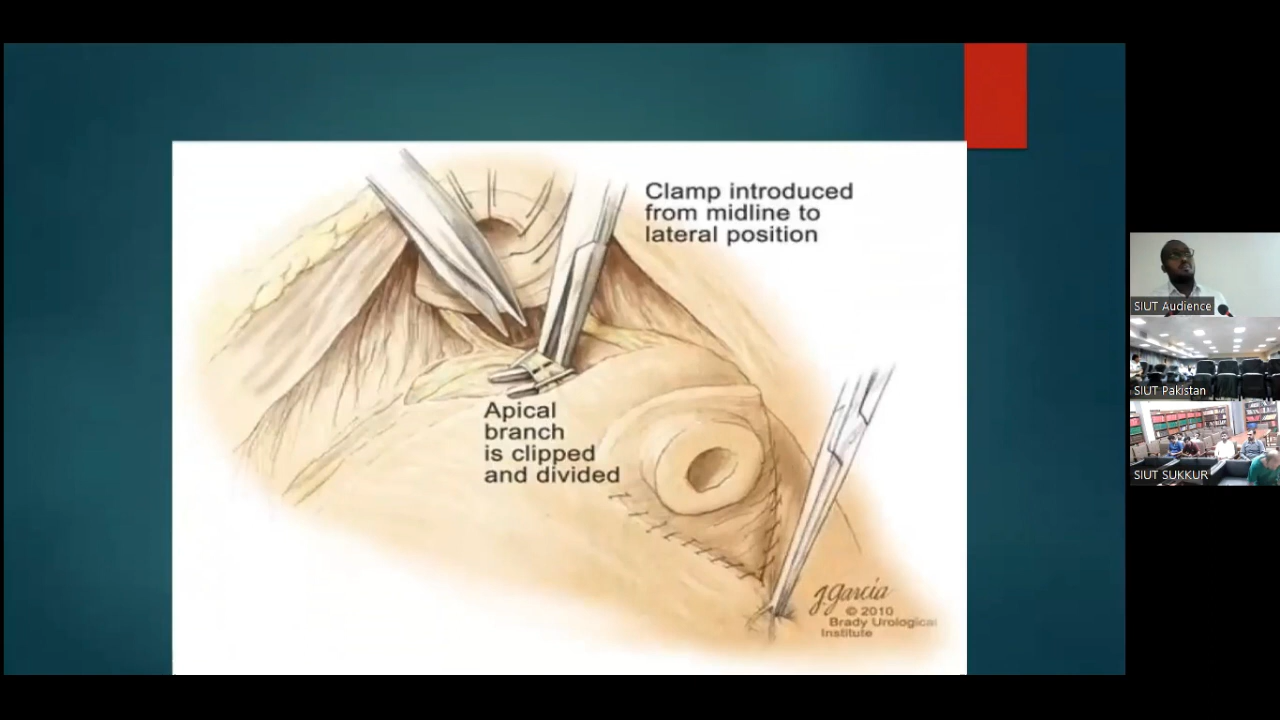 Clamp introduced
from midline to
lateral position
Apical
branch
is clipped
and divided
J. Garcia
© 2010
Brady Urological
Institute
SIUT Audience
SIUT Pakistan
SIUT SUKKUR